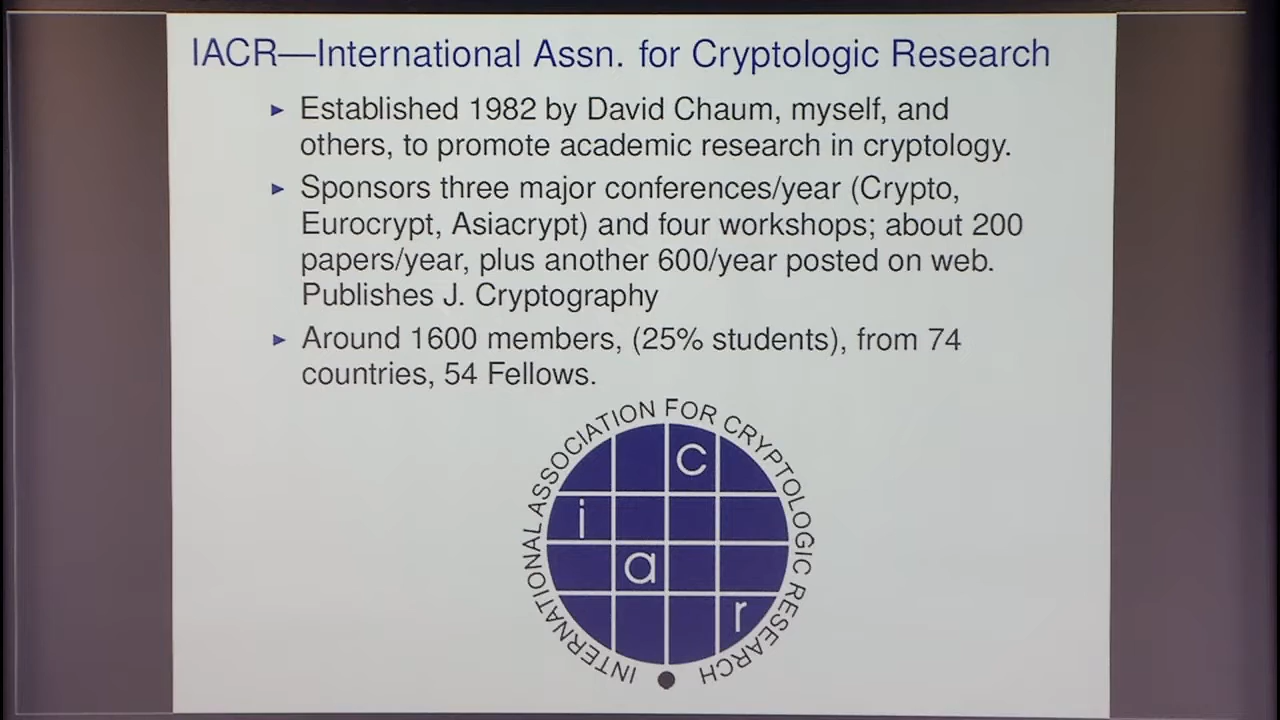 IACR—International Assn. for Cryptologic Research
► Established 1982 by David Chaum, myself, and
others, to promote academic research in cryptology.
► Sponsors three major conferences/year (Crypto,
Eurocrypt, Asiacrypt) and four workshops; about 200
papers/year, plus another 600/year posted on web.
Publishes J. Cryptography
► Around 1600 members, (25% students), from 74
countries, 54 Fellows.
INTERNATIONAL ASSOCIATION FOR CRYPTOLOGIC RESEARCH
c
i
a
r